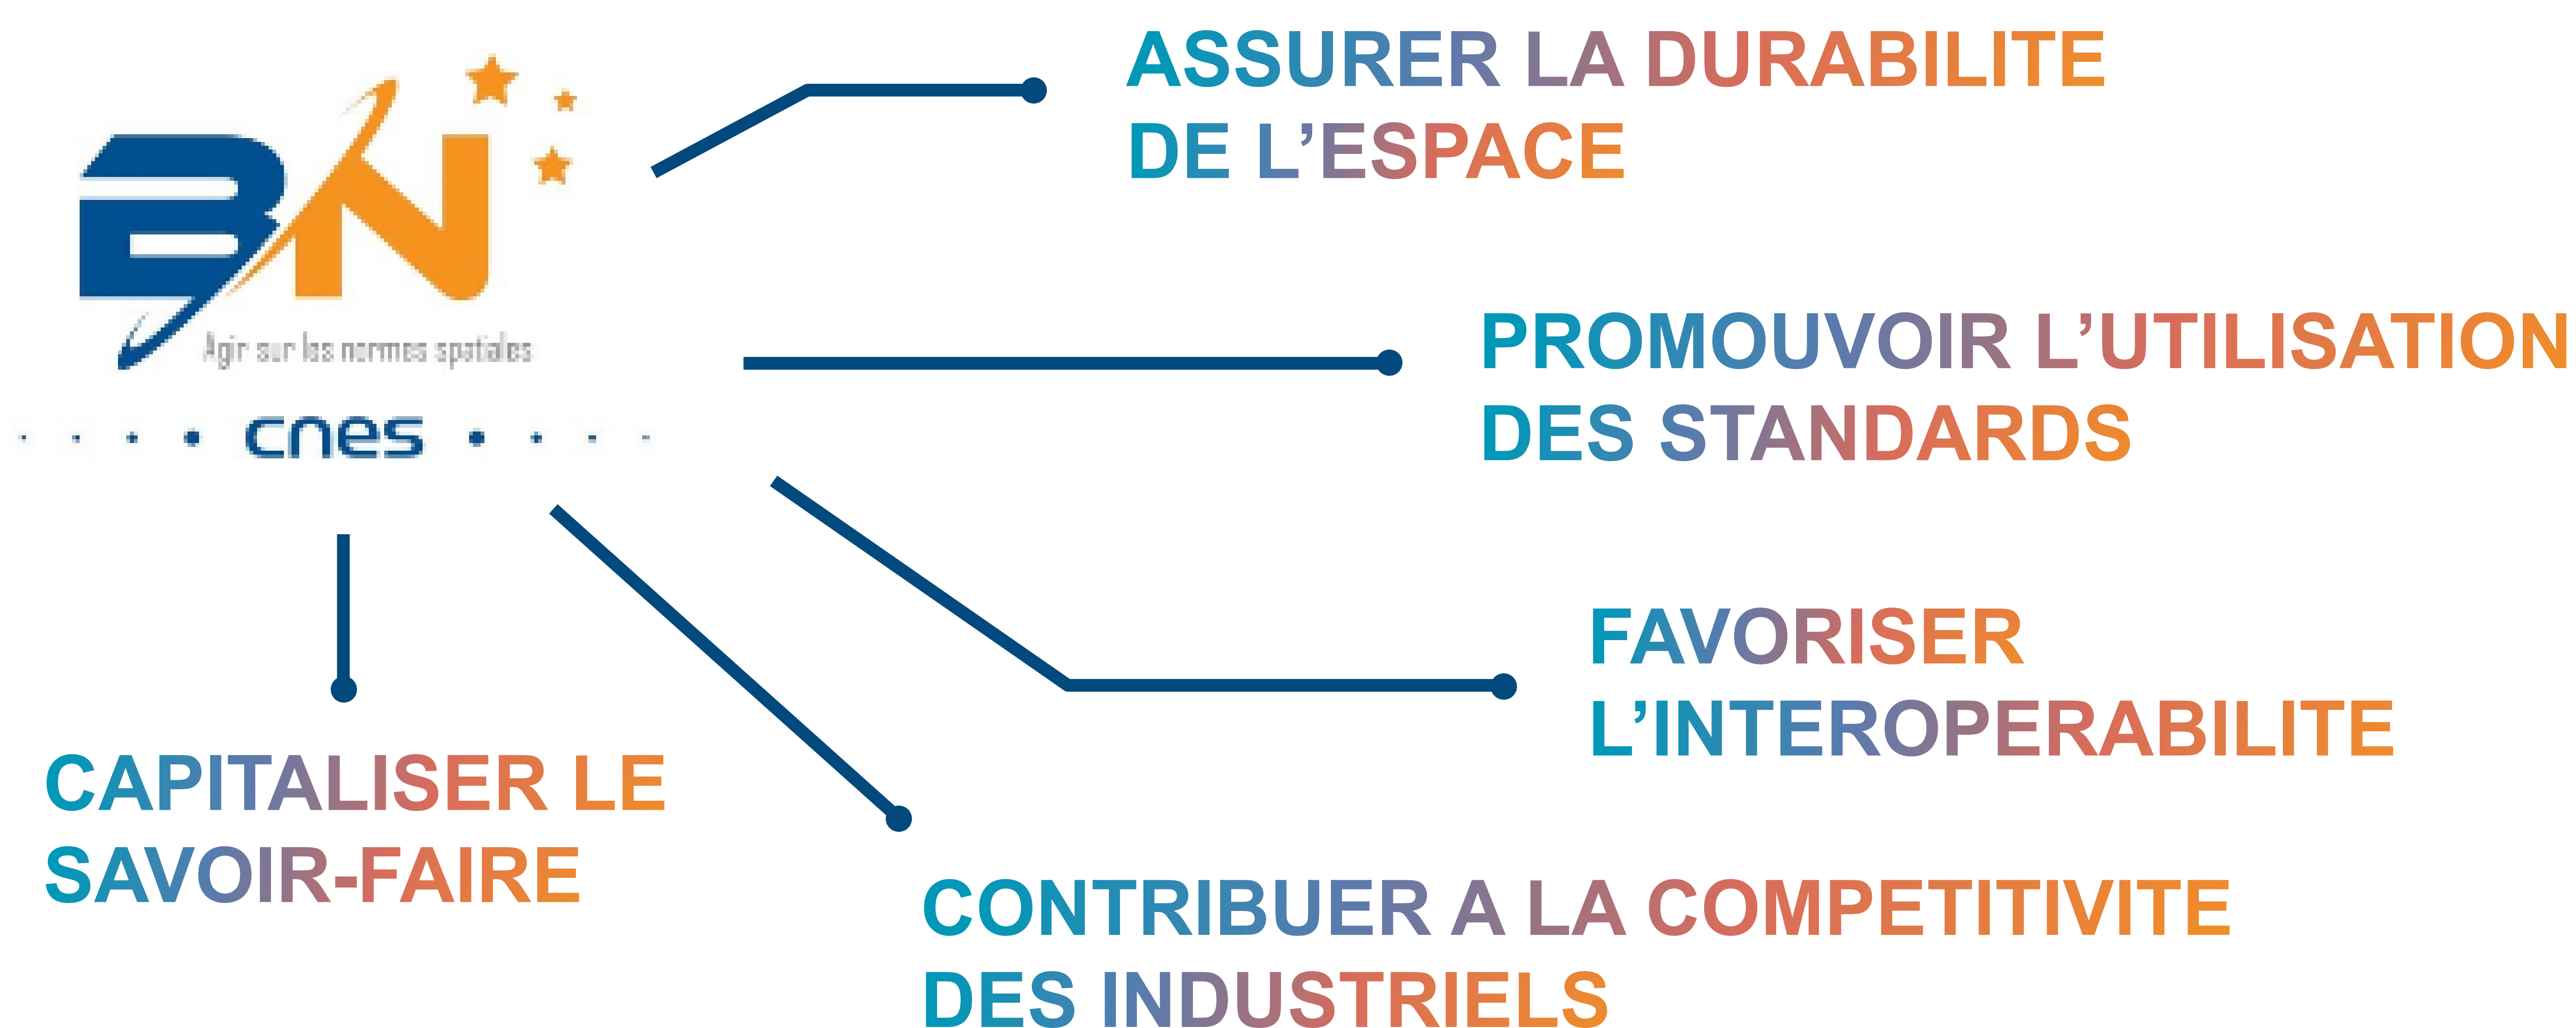 BN
Agir sur les normes spatiales
cnes
ASSURER LA DURABILITE
DE L’ESPACE
PROMOUVOIR L’UTILISATION
DES STANDARDS
FAVORISER
L’INTEROPERABILITE
CONTRIBUER A LA COMPETITIVITE
DES INDUSTRIELS
CAPITALISER LE
SAVOIR-FAIRE